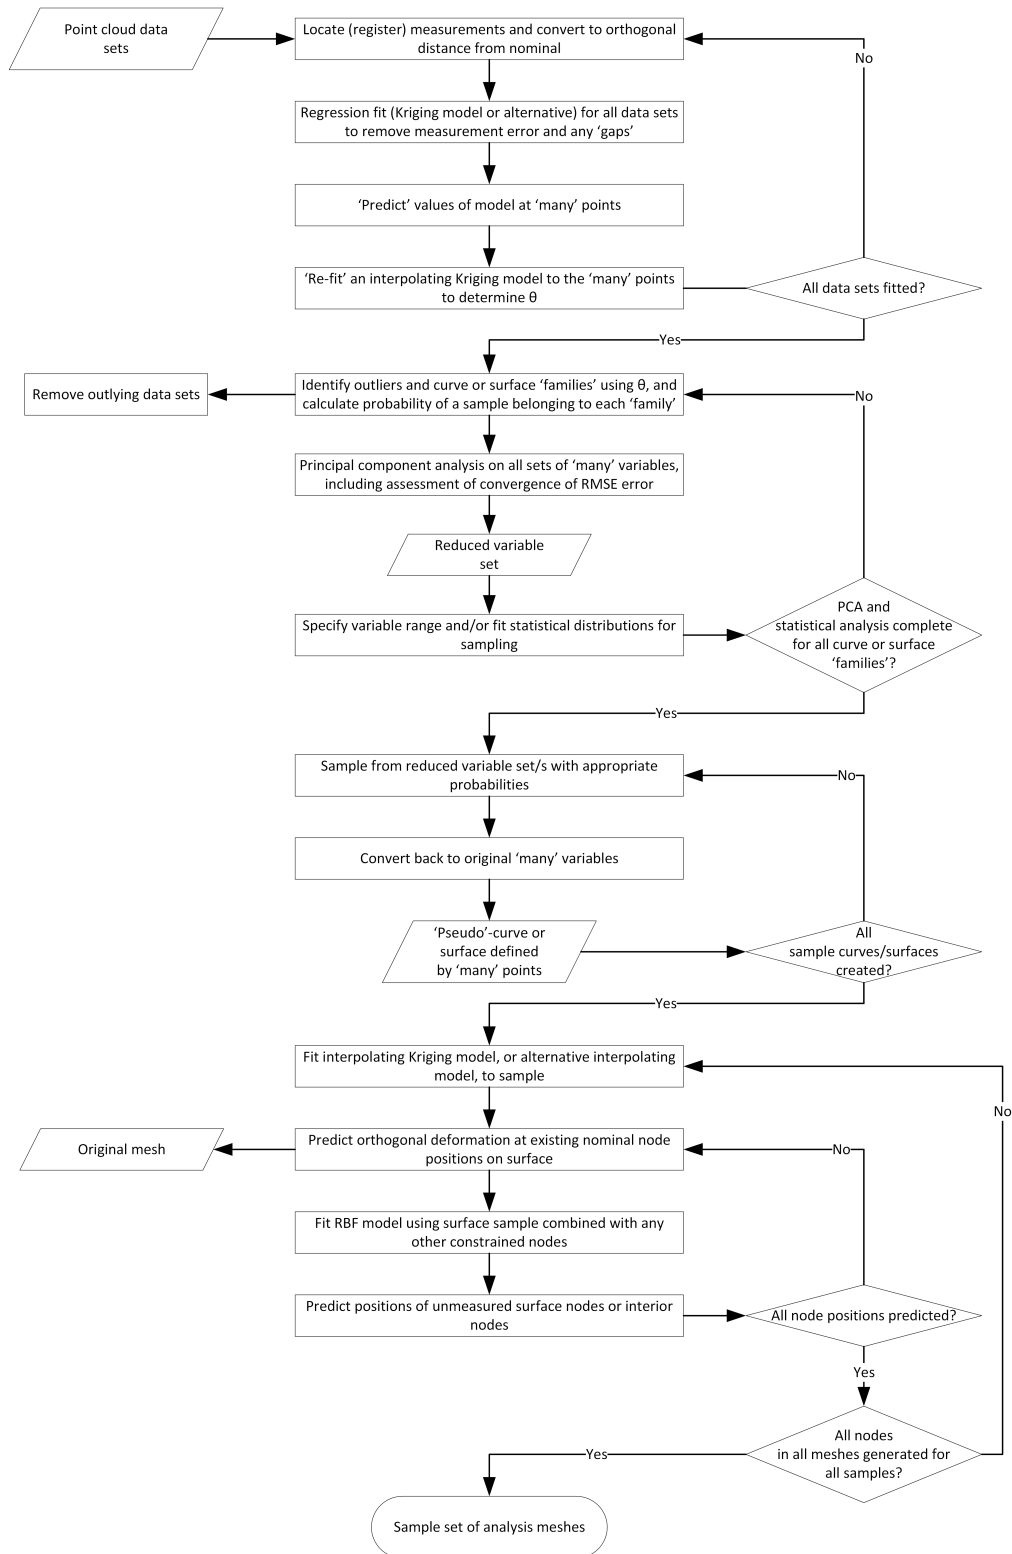 Point cloud data
sets
Locate (register) measurements and convert to orthogonal
distance from nominal
No
Regression fit (Kriging model or alternative) for all data sets
to remove measurement error and any ‘gaps’
‘Predict’ values of model at ‘many’ points
‘Re-fit’ an interpolating Kriging model to the ‘many’ points
to determine θ
All data sets fitted?
Yes
Remove outlying data sets
Identify outliers and curve or surface ‘families’ using θ, and
calculate probability of a sample belonging to each ‘family’
No
Principal component analysis on all sets of ‘many’ variables,
including assessment of convergence of RMSE error
Reduced variable
set
Specify variable range and/or fit statistical distributions for
sampling
PCA and
statistical analysis complete
for all curve or surface
‘families’?
Yes
Sample from reduced variable set/s with appropriate
probabilities
No
Convert back to original ‘many’ variables
‘Pseudo’-curve or
surface defined
by ‘many’ points
All
sample curves/surfaces
created?
Yes
Fit interpolating Kriging model, or alternative interpolating
model, to sample
No
Original mesh
Predict orthogonal deformation at existing nominal node
positions on surface
No
Fit RBF model using surface sample combined with any
other constrained nodes
Predict positions of unmeasured surface nodes or interior
nodes
All node positions predicted?
Yes
All nodes
in all meshes generated for
all samples?
Yes
Sample set of analysis meshes